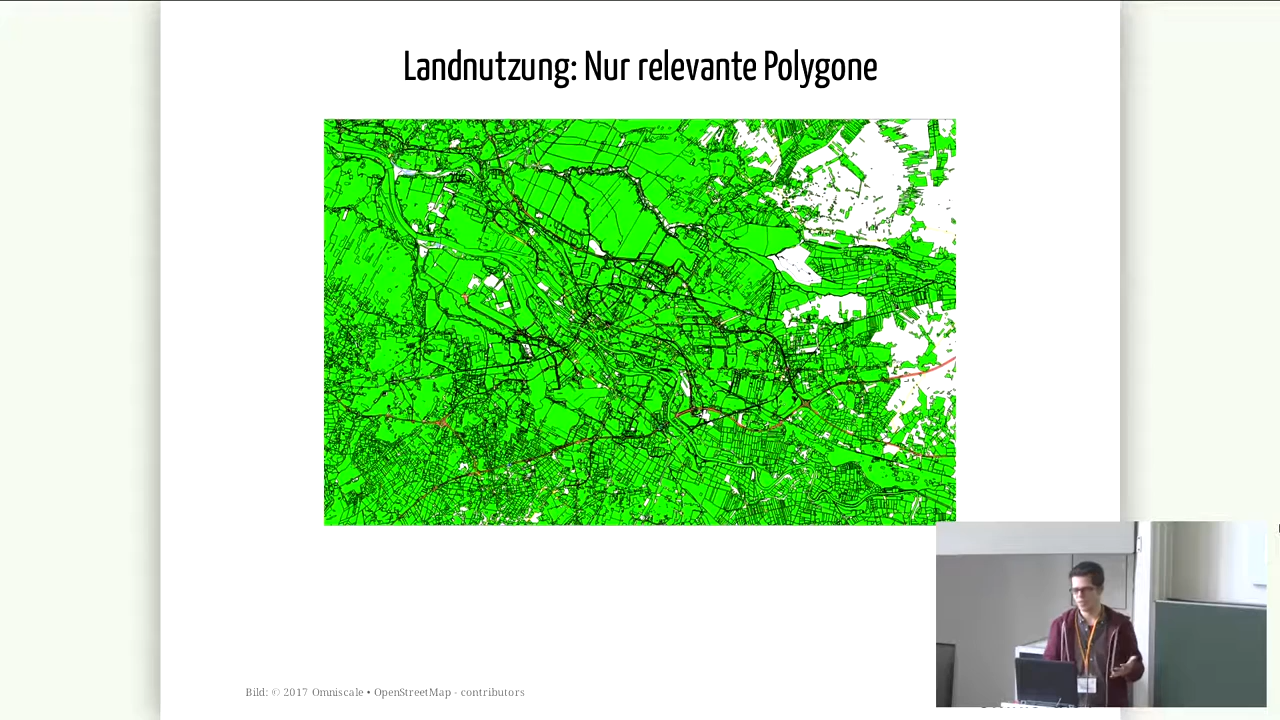 Landnutzung: Nur relevante Polygone
Bild: © 2017 Omniscale • OpenStreetMap - contributors